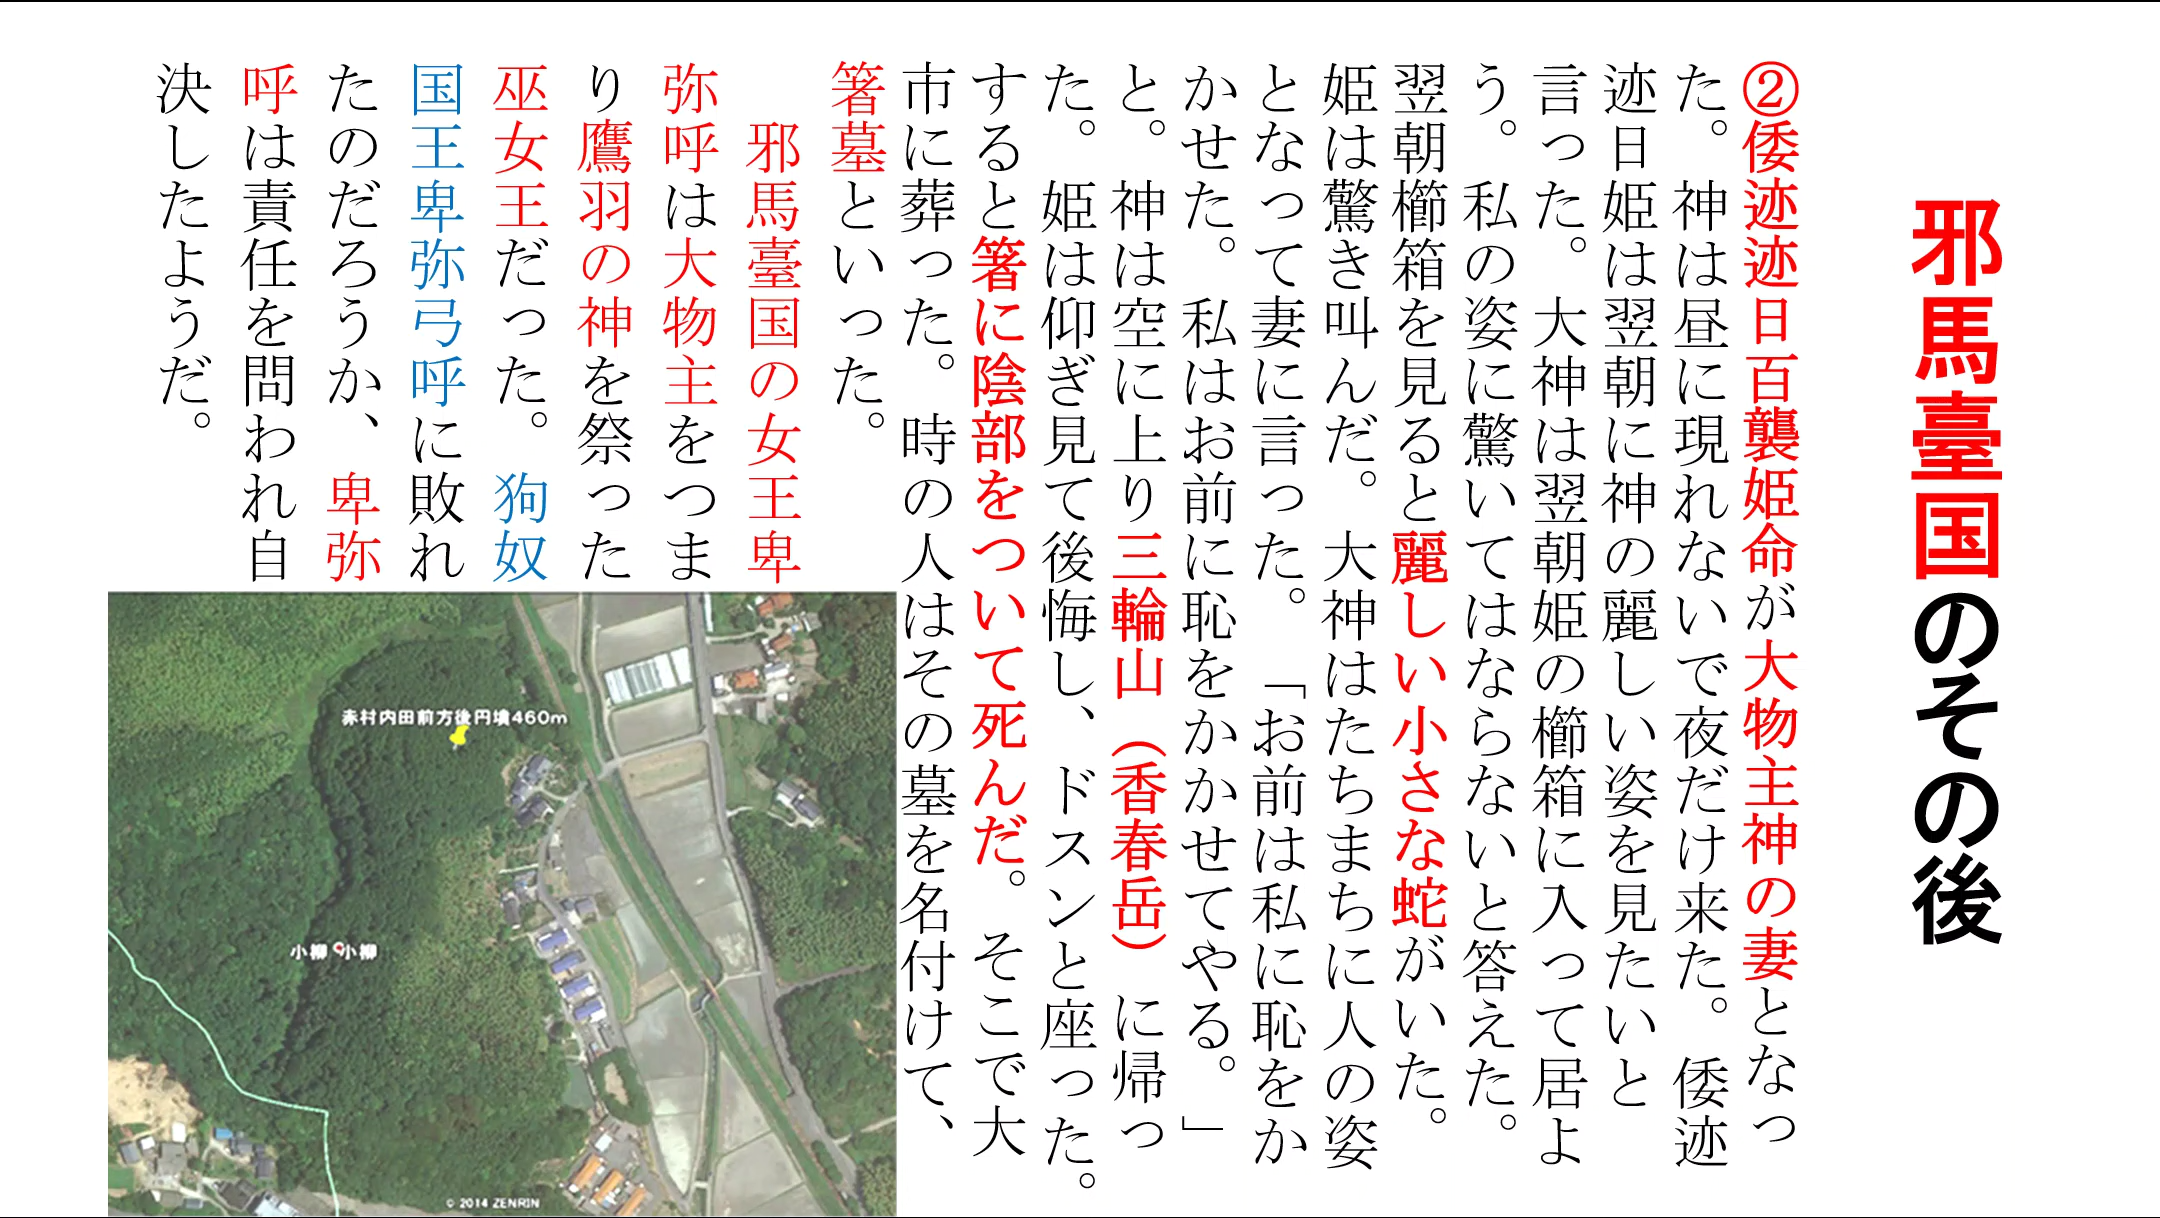 邪馬臺国のその後
②倭迹迹日百襲姫命が大物主神の妻となっ
た。神は昼に現れないで夜だけ来た。倭迹
迹日姫は翌朝に神の麗しい姿を見たいと
言った。大神は翌朝姫の櫛箱に入って居よ
う。私の姿に驚いてはならないと答えた。
翌朝櫛箱を見ると麗しい小さな蛇がいた。
姫は驚き叫んだ。大神はたちまちに人の姿
となって妻に言った。「お前は私に恥をか
かせた。私はお前に恥をかかせてやる。」
と。神は空に上り三輪山（香春岳）に帰っ
た。姫は仰ぎ見て後悔し、ドスンと座った。
すると箸に陰部をついて死んだ。そこで大
市に葬った。時の人はその墓を名付けて、
箸墓といった。
邪馬臺国の女王卑
弥呼は大物主をつま
り鷹羽の神を祭った
巫女王だった。狗奴
国王卑弥弓呼に敗れ
たのだろうか、卑弥
呼は責任を問われ自
決したようだ。
赤村内田前方後円墳460m
小柳 小柳
© 2014 ZENRIN